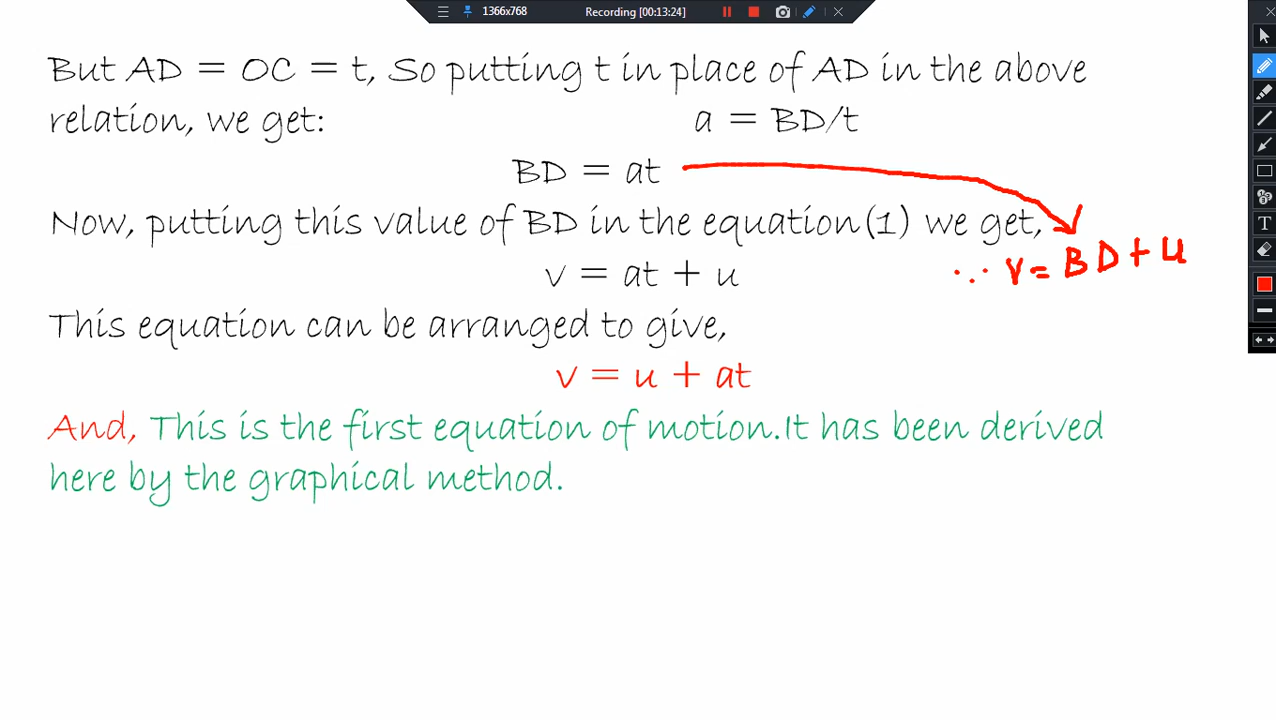 1366x768 Recording [00:13:24]
But AD = OC = t, So putting t in place of AD in the above
relation, we get: a = BD/t
BD = at
Now, putting this value of BD in the equation(1) we get,
∵ v = BD + u
v = at + u
This equation can be arranged to give,
v = u + at
And, This is the first equation of motion.It has been derived
here by the graphical method.
T